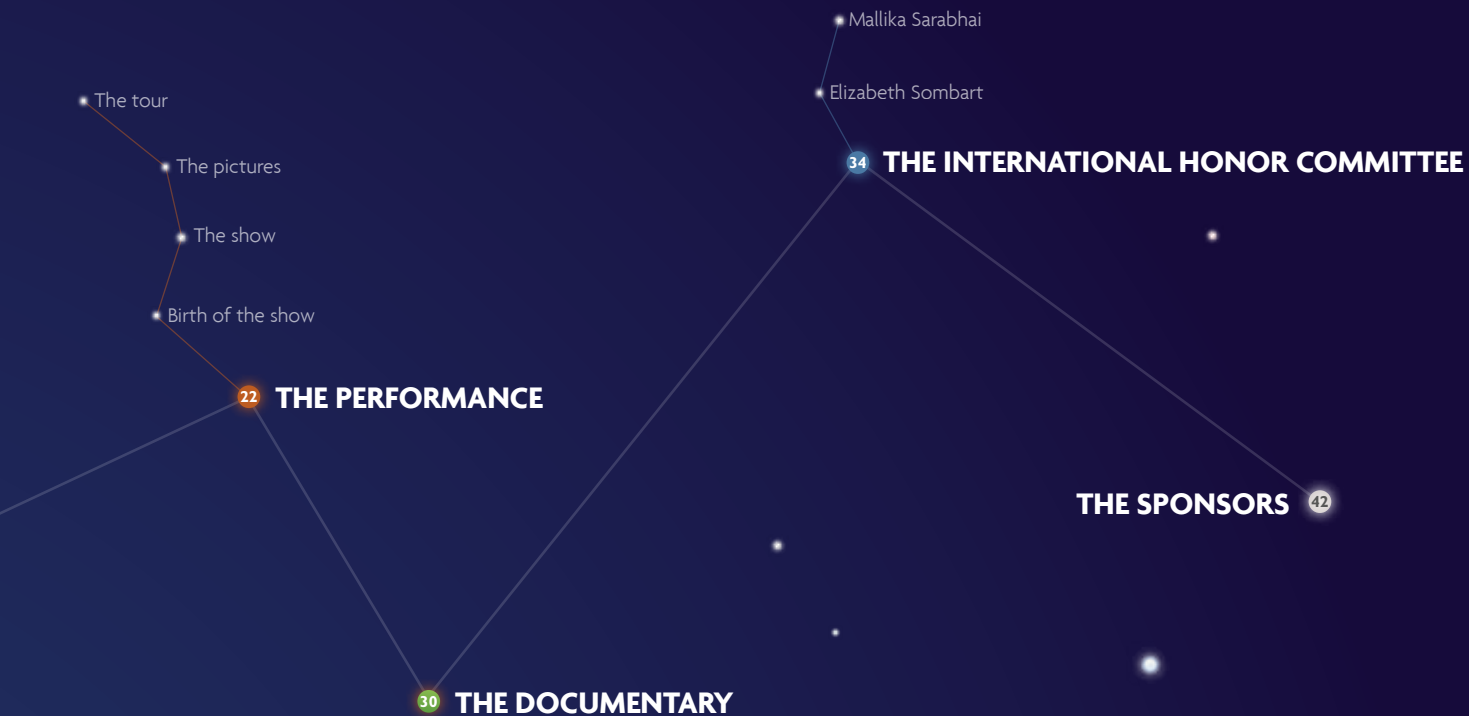 The tour
The pictures
The show
Birth of the show
22 THE PERFORMANCE
30 THE DOCUMENTARY
Mallika Sarabhai
Elizabeth Sombart
34 THE INTERNATIONAL HONOR COMMITTEE
THE SPONSORS 42